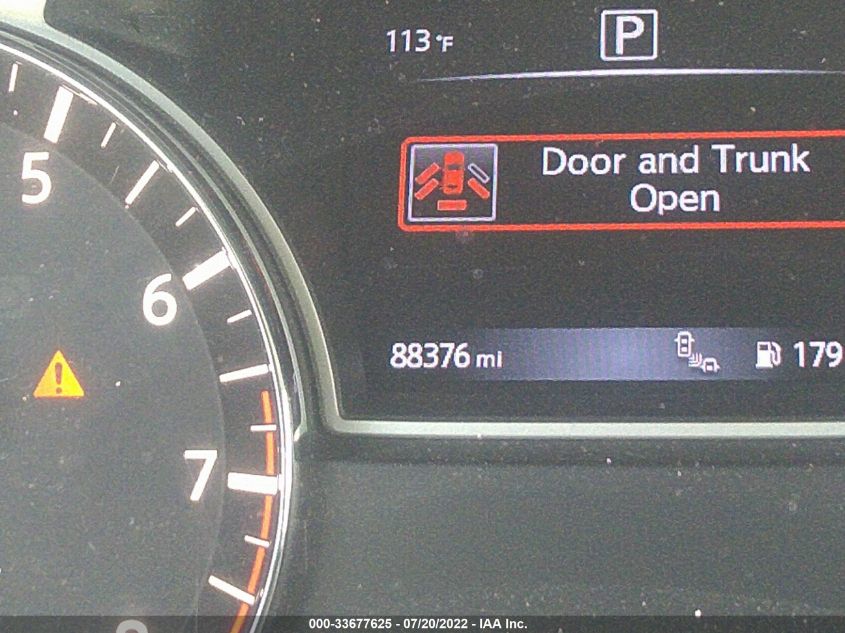 113°F
P
Door and Trunk
Open
5
6
7
88376 mi
179
000-33677625 - 07/20/2022 - IAA Inc.